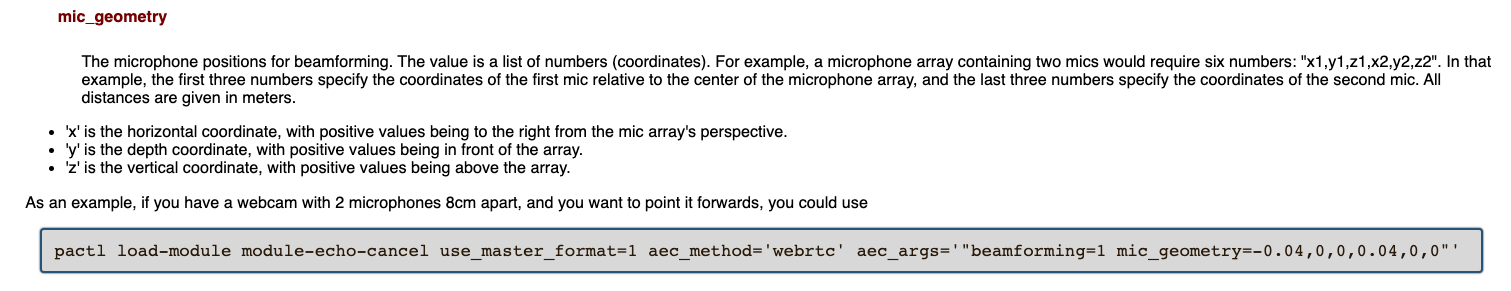 mic_geometry
The microphone positions for beamforming. The value is a list of numbers (coordinates). For example, a microphone array containing two mics would require six numbers: "x1,y1,z1,x2,y2,z2". In that
example, the first three numbers specify the coordinates of the first mic relative to the center of the microphone array, and the last three numbers specify the coordinates of the second mic. All
distances are given in meters.
• 'x' is the horizontal coordinate, with positive values being to the right from the mic array's perspective.
• 'y' is the depth coordinate, with positive values being in front of the array.
• 'z' is the vertical coordinate, with positive values being above the array.
As an example, if you have a webcam with 2 microphones 8cm apart, and you want to point it forwards, you could use
pactl load-module module-echo-cancel use_master_format=1 aec_method='webrtc' aec_args='"beamforming=1 mic_geometry=-0.04,0,0,0.04,0,0"'